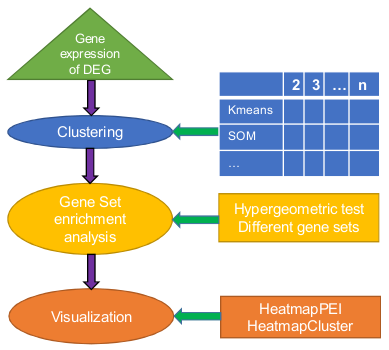 Gene
expression
of DEG
2 3 ... n
Clustering
Kmeans
SOM
...
Gene Set
enrichment
analysis
Hypergeometric test
Different gene sets
Visualization
HeatmapPEI
HeatmapCluster